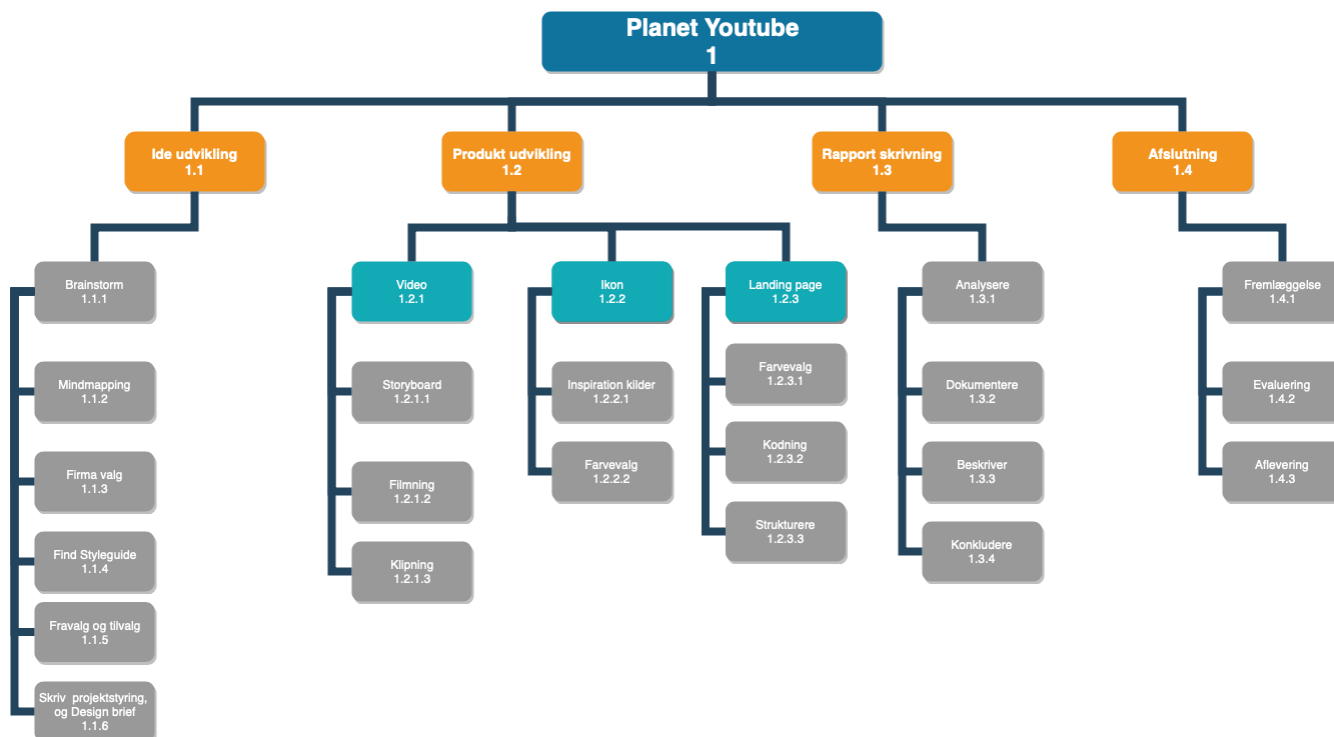 Planet Youtube
1
Ide udvikling
1.1
Produkt udvikling
1.2
Rapport skrivning
1.3
Afslutning
1.4
Brainstorm
1.1.1
Mindmapping
1.1.2
Firma valg
1.1.3
Find Styleguide
1.1.4
Fravalg og tilvalg
1.1.5
Skriv projektstyring,
og Design brief
1.1.6
Video
1.2.1
Storyboard
1.2.1.1
Filmning
1.2.1.2
Klipning
1.2.1.3
Ikon
1.2.2
Inspiration kilder
1.2.2.1
Farvevalg
1.2.2.2
Landing page
1.2.3
Farvevalg
1.2.3.1
Kodning
1.2.3.2
Strukturere
1.2.3.3
Analysere
1.3.1
Dokumentere
1.3.2
Beskriver
1.3.3
Konkludere
1.3.4
Fremlæggelse
1.4.1
Evaluering
1.4.2
Aflevering
1.4.3